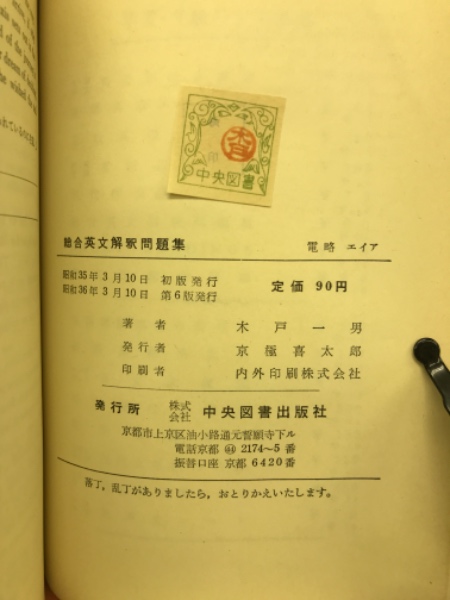 中央図書
総合英文解釈問題集 電略 エイア
昭和35年3月10日 初版発行
昭和36年3月10日 第6版発行
定価 90円
著者 木戸一男
発行者 京極喜太郎
印刷者 内外印刷株式会社
発行所 株式会社 中央図書出版社
京都市上京区油小路通元誓願寺下ル
電話京都(44)2174〜5番
振替口座 京都6420番
落丁,乱丁がありましたら,おとりかえいたします。